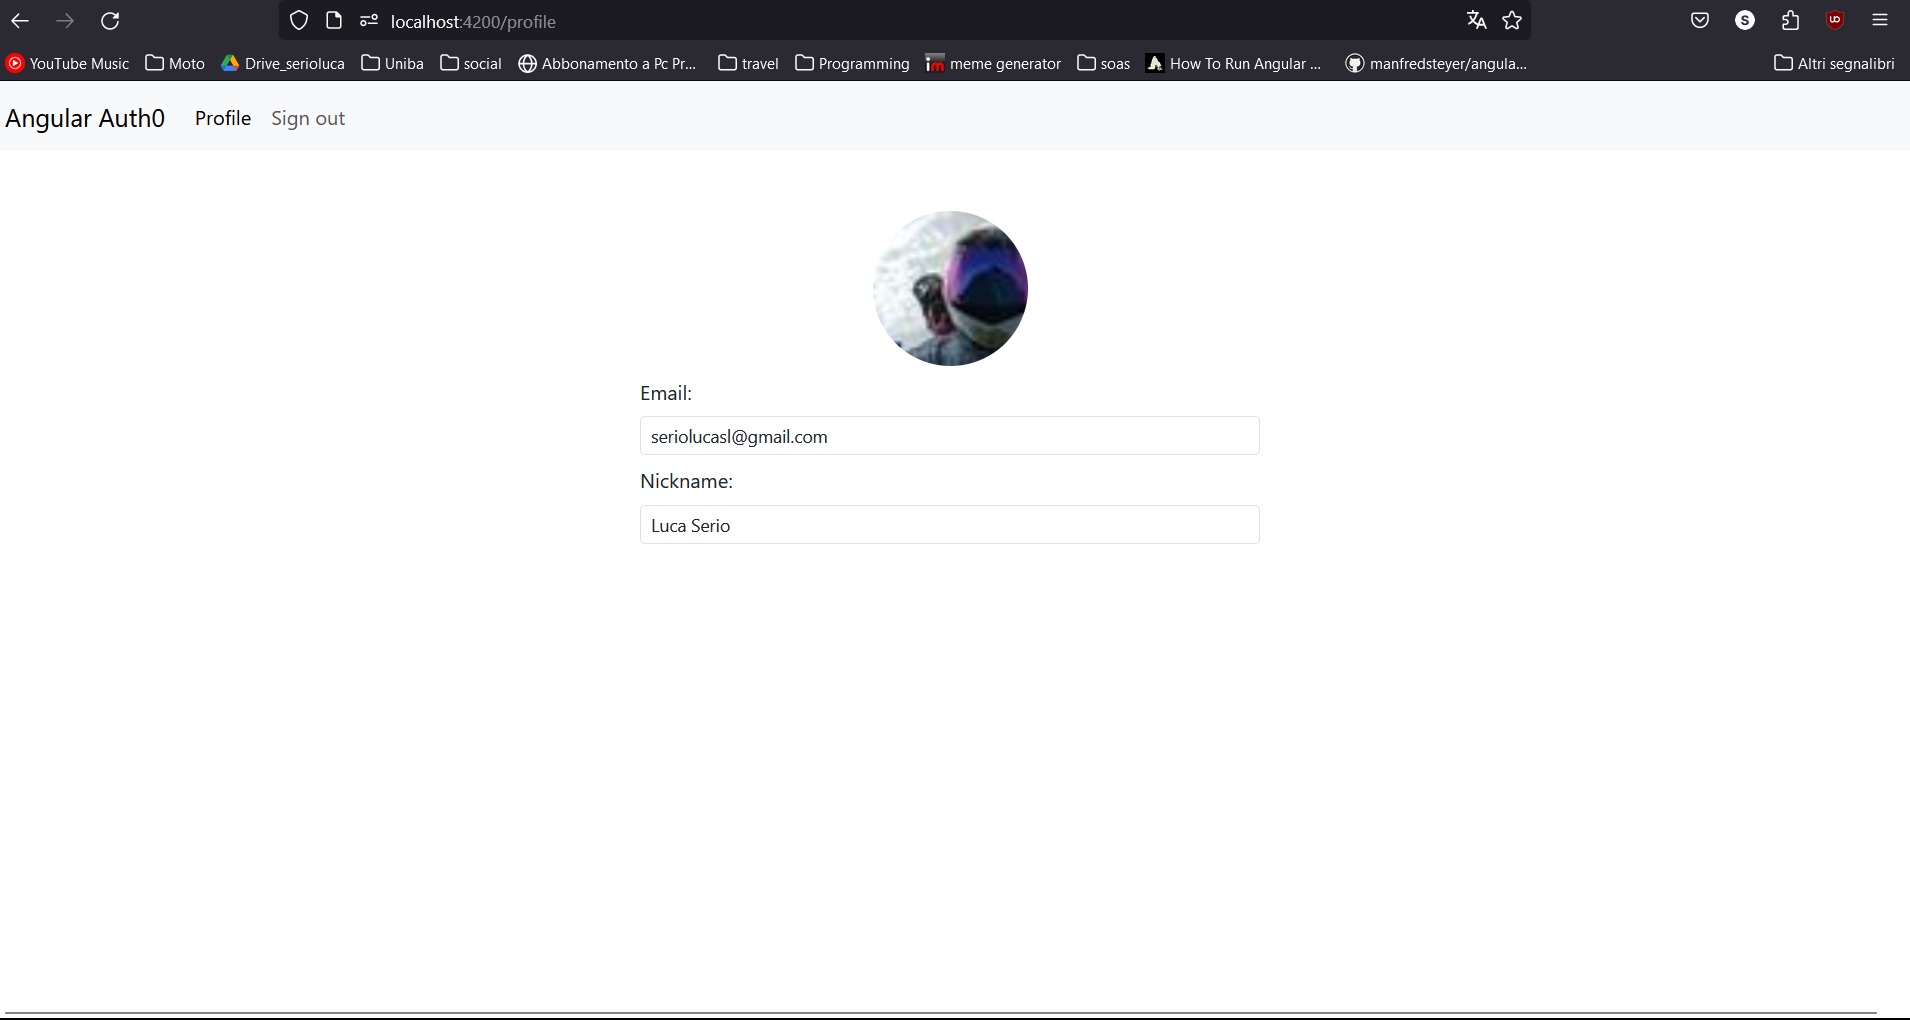 localhost:4200/profile
S
YouTube Music Moto Drive_serioluca Uniba social Abbonamento a Pc Pr... travel Programming im meme generator soas How To Run Angular ... manfredsteyer/angula... Altri segnalibri
Angular Auth0 Profile Sign out
Email:
seriolucasl@gmail.com
Nickname:
Luca Serio